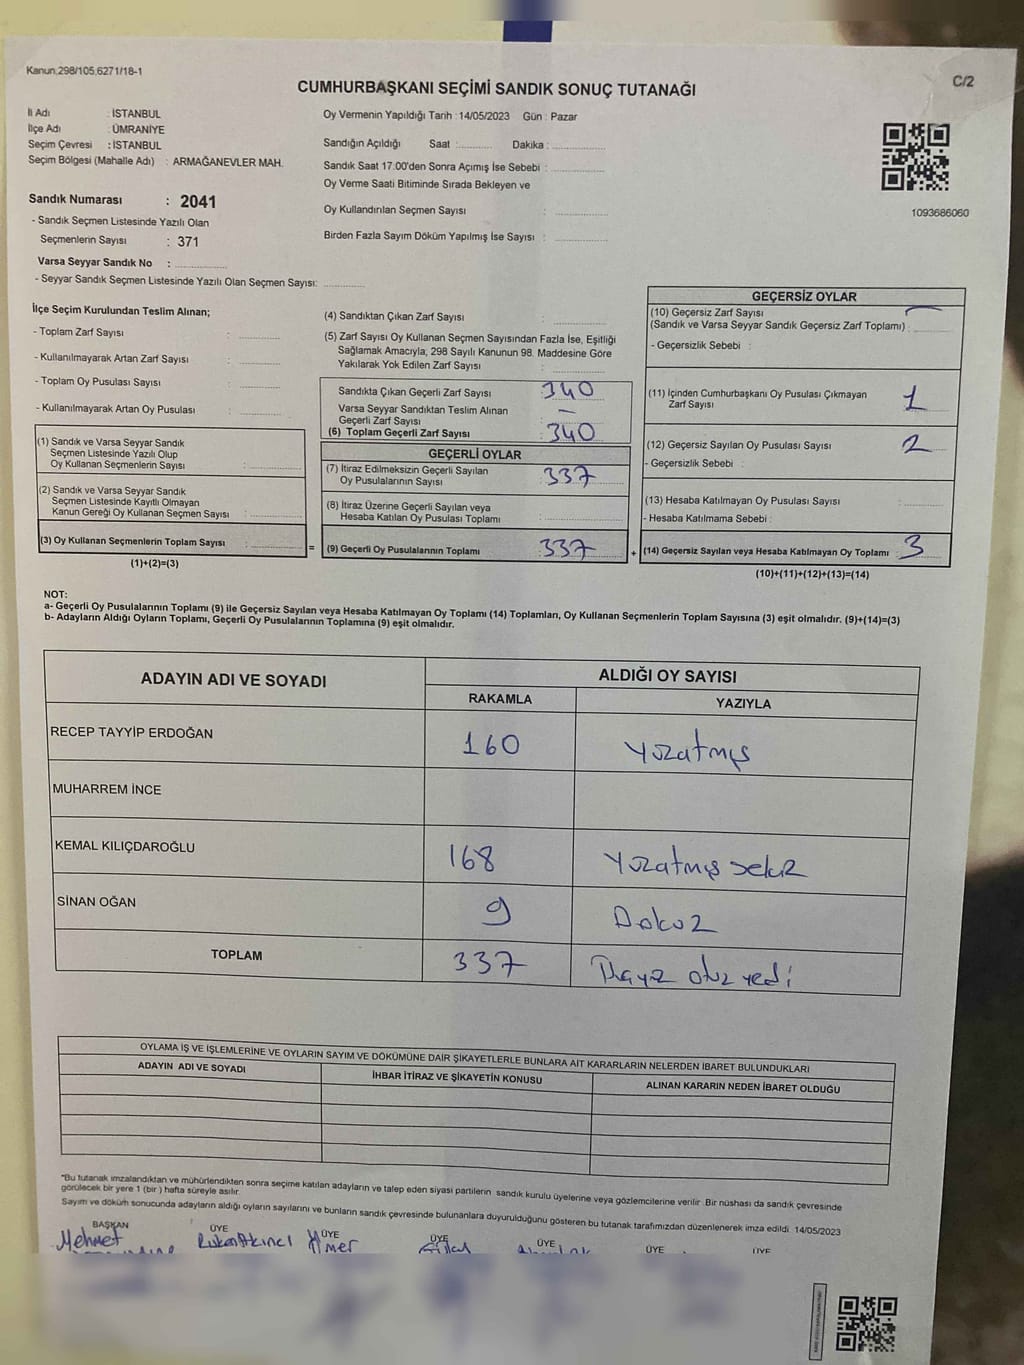 Kanun:298/105,6271/18-1
C/2
CUMHURBAŞKANI SEÇİMİ SANDIK SONUÇ TUTANAĞI
İl Adı : İSTANBUL
İlçe Adı : ÜMRANİYE
Seçim Çevresi : İSTANBUL
Seçim Bölgesi (Mahalle Adı) : ARMAĞANEVLER MAH.
Sandık Numarası : 2041
- Sandık Seçmen Listesinde Yazılı Olan
Seçmenlerin Sayısı : 371
Varsa Seyyar Sandık No :
- Seyyar Sandık Seçmen Listesinde Yazılı Olan Seçmen Sayısı:
Oy Vermenin Yapıldığı Tarih : 14/05/2023 Gün : Pazar
Sandığın Açıldığı Saat : Dakika :
Sandık Saat 17.00'den Sonra Açımış İse Sebebi :
Oy Verme Saati Bitiminde Sırada Bekleyen ve
Oy Kullandırılan Seçmen Sayısı :
Birden Fazla Sayım Döküm Yapılmış İse Sayısı :
1093686060
İlçe Seçim Kurulundan Teslim Alınan;
- Toplam Zarf Sayısı :
- Kullanılmayarak Artan Zarf Sayısı :
- Toplam Oy Pusulası Sayısı :
- Kullanılmayarak Artan Oy Pusulası :
(1) Sandık ve Varsa Seyyar Sandık
Seçmen Listesinde Yazılı Olup
Oy Kullanan Seçmenlerin Sayısı :
(2) Sandık ve Varsa Seyyar Sandık
Seçmen Listesinde Kayıtlı Olmayan
Kanun Gereği Oy Kullanan Seçmen Sayısı :
(3) Oy Kullanan Seçmenlerin Toplam Sayısı :
(1)+(2)=(3)
=
(4) Sandıktan Çıkan Zarf Sayısı :
(5) Zarf Sayısı Oy Kullanan Seçmen Sayısından Fazla İse, Eşitliği
Sağlamak Amacıyla; 298 Sayılı Kanunun 98. Maddesine Göre
Yakılarak Yok Edilen Zarf Sayısı :
Sandıkta Çıkan Geçerli Zarf Sayısı : 340
Varsa Seyyar Sandıktan Teslim Alınan
Geçerli Zarf Sayısı : –
(6) Toplam Geçerli Zarf Sayısı : 340
GEÇERLİ OYLAR
(7) İtiraz Edilmeksizin Geçerli Sayılan
Oy Pusulalarının Sayısı : 337
(8) İtiraz Üzerine Geçerli Sayılan veya
Hesaba Katılan Oy Pusulası Toplamı :
(9) Geçerli Oy Pusulalarının Toplamı : 337
+
GEÇERSİZ OYLAR
(10) Geçersiz Zarf Sayısı –
(Sandık ve Varsa Seyyar Sandık Geçersiz Zarf Toplamı) :
- Geçersizlik Sebebi :
(11) İçinden Cumhurbaşkanı Oy Pusulası Çıkmayan
Zarf Sayısı : 1
(12) Geçersiz Sayılan Oy Pusulası Sayısı : 2
- Geçersizlik Sebebi :
(13) Hesaba Katılmayan Oy Pusulası Sayısı :
- Hesaba Katılmama Sebebi :
(14) Geçersiz Sayılan veya Hesaba Katılmayan Oy Toplamı : 3
(10)+(11)+(12)+(13)=(14)
NOT:
a- Geçerli Oy Pusulalarının Toplamı (9) ile Geçersiz Sayılan veya Hesaba Katılmayan Oy Toplamı (14) Toplamları, Oy Kullanan Seçmenlerin Toplam Sayısına (3) eşit olmalıdır. (9)+(14)=(3)
b- Adayların Aldığı Oyların Toplamı, Geçerli Oy Pusulalarının Toplamına (9) eşit olmalıdır.
ADAYIN ADI VE SOYADI
ALDIĞI OY SAYISI
RAKAMLA YAZIYLA
RECEP TAYYİP ERDOĞAN 160 Yüzatmış
MUHARREM İNCE
KEMAL KILIÇDAROĞLU 168 Yüzatmış sekiz
SİNAN OĞAN 9 Dokuz
TOPLAM 337 Üçyüz otuz yedi
OYLAMA İŞ VE İŞLEMLERİNE VE OYLARIN SAYIM VE DÖKÜMÜNE DAİR ŞİKAYETLERLE BUNLARA AİT KARARLARIN NELERDEN İBARET BULUNDUKLARI
ADAYIN ADI VE SOYADI İHBAR İTİRAZ VE ŞİKAYETİN KONUSU ALINAN KARARIN NEDEN İBARET OLDUĞU
*Bu tutanak imzalandıktan ve mühürlendikten sonra seçime katılan adayların ve talep eden siyasi partilerin sandık kurulu üyelerine veya gözlemcilerine verilir. Bir nüshası da sandık çevresinde
görülecek bir yere 1 (bir ) hafta süreyle asılır.
Sayım ve döküm sonucunda adayların aldığı oyların sayılarını ve bunların sandık çevresinde bulunanlara duyurulduğunu gösteren bu tutanak tarafımızdan düzenlenerek imza edildi. 14/05/2023
BAŞKAN ÜYE ÜYE ÜYE ÜYE ÜYE ÜYE
Mehmet